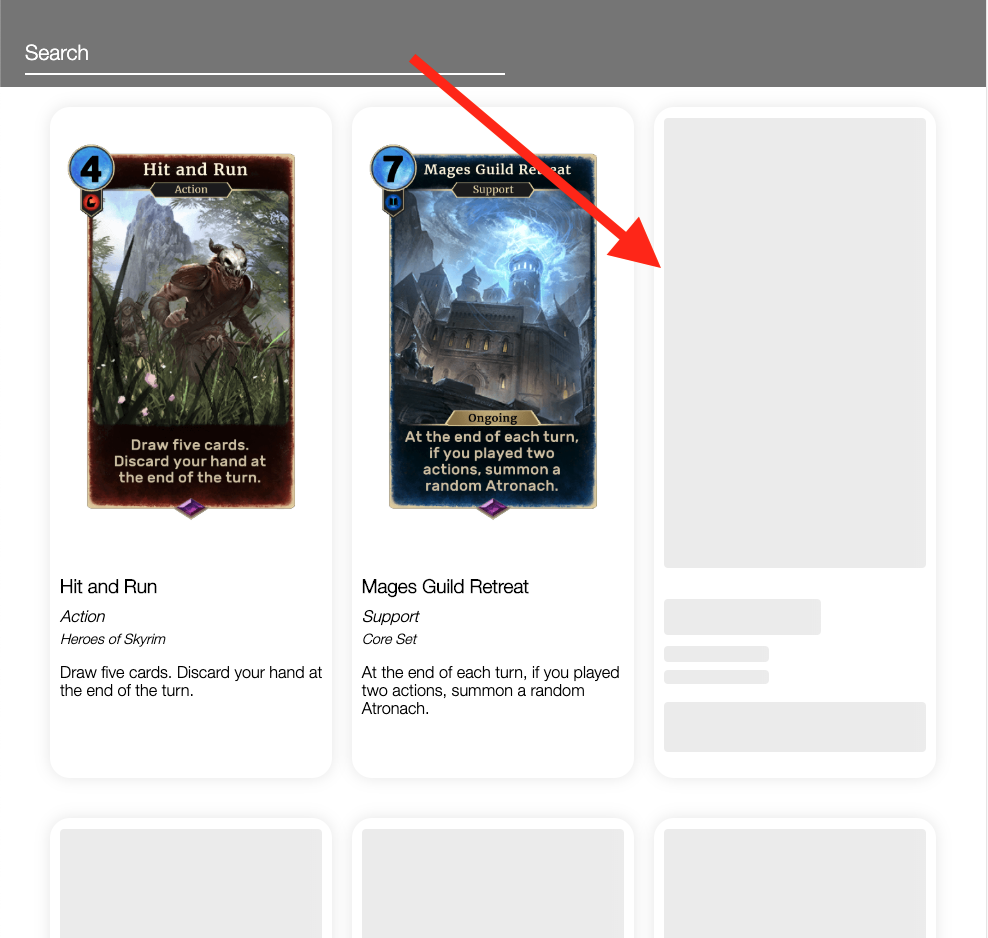 Search
4
Hit and Run
Action
Draw five cards.
Discard your hand at
the end of the turn.
Hit and Run
Action
Heroes of Skyrim
Draw five cards. Discard your hand at
the end of the turn.
7
Mages Guild Retreat
Support
Ongoing
At the end of each turn,
if you played two
actions, summon a
random Atronach.
Mages Guild Retreat
Support
Core Set
At the end of each turn, if you played
two actions, summon a random
Atronach.